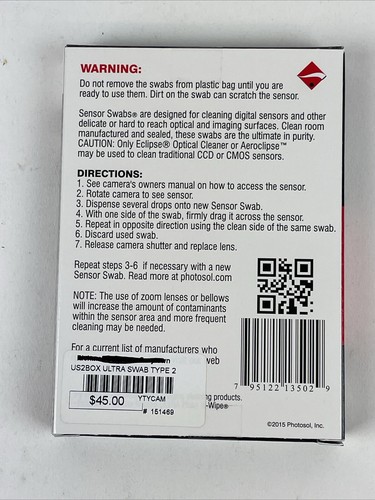 WARNING:
Do not remove the swabs from plastic bag until you are
ready to use them. Dirt on the swab can scratch the sensor.
Sensor Swabs® are designed for cleaning digital sensors and other
delicate or hard to reach optical and imaging surfaces. Clean room
manufactured and sealed, these swabs are the ultimate in purity.
CAUTION: Only Eclipse® Optical Cleaner or Aeroclipse™
may be used to clean traditional CCD or CMOS sensors.
DIRECTIONS:
1. See camera's owners manual on how to access the sensor.
2. Rotate camera to see sensor.
3. Dispense several drops onto new Sensor Swab.
4. With one side of the swab, firmly drag it across the sensor.
5. Repeat in opposite direction using the clean side of the same swab.
6. Discard used swab.
7. Release camera shutter and replace lens.
Repeat steps 3-6 if necessary with a new
Sensor Swab. Read more at photosol.com
NOTE: The use of zoom lenses or bellows
will increase the amount of contaminants
within the sensor area and more frequent
cleaning may be needed.
For a current list of manufacturers who
web
US2BOX ULTRA SWAB TYPE 2
$45.00 YTYCAM
# 151469
products.
-Wipe®
7 95122 13502 9
©2015 Photosol, Inc.